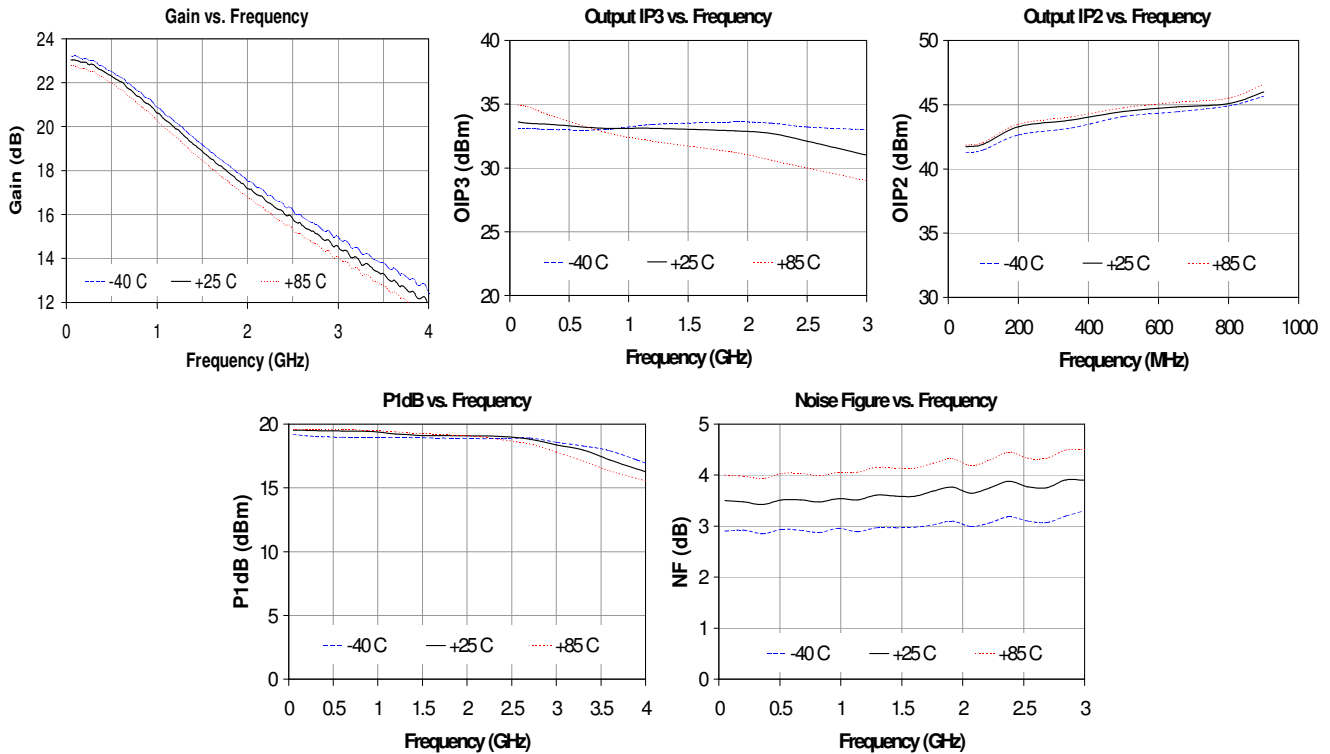 Gain vs. Frequency
24
22
20
18
16
14
12
Gain (dB)
-40 C
+25 C
+85 C
0
1
2
3
4
Frequency (GHz)
Output IP3 vs. Frequency
40
35
30
25
20
OIP3 (dBm)
-40 C
+25 C
+85 C
0
0.5
1
1.5
2
2.5
3
Frequency (GHz)
Output IP2 vs. Frequency
50
45
40
35
30
OIP2 (dBm)
-40 C
+25 C
+85 C
0
200
400
600
800
1000
Frequency (MHz)
P1dB vs. Frequency
20
15
10
5
0
P1dB (dBm)
-40 C
+25 C
+85 C
0
0.5
1
1.5
2
2.5
3
3.5
4
Frequency (GHz)
Noise Figure vs. Frequency
5
4
3
2
1
0
NF (dB)
-40 C
+25 C
+85 C
0
0.5
1
1.5
2
2.5
3
Frequency (GHz)